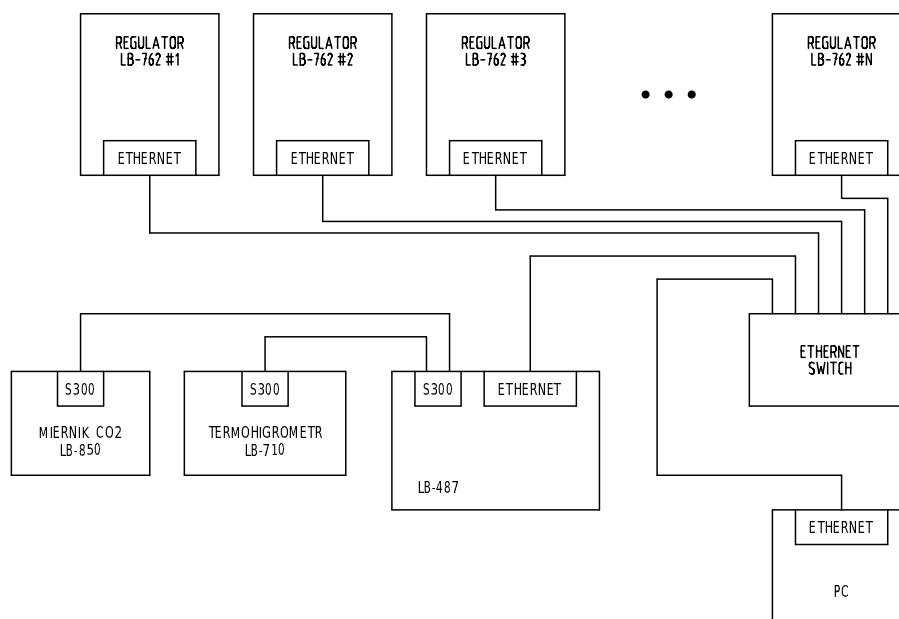 REGULATOR
LB-762 #1
REGULATOR
LB-762 #2
REGULATOR
LB-762 #3
REGULATOR
LB-762 #N
ETHERNET
ETHERNET
ETHERNET
ETHERNET
ETHERNET
SWITCH
S300
MIERNIK CO2
LB-850
S300
TERMOHIGROMETR
LB-710
S300
ETHERNET
LB-487
ETHERNET
PC